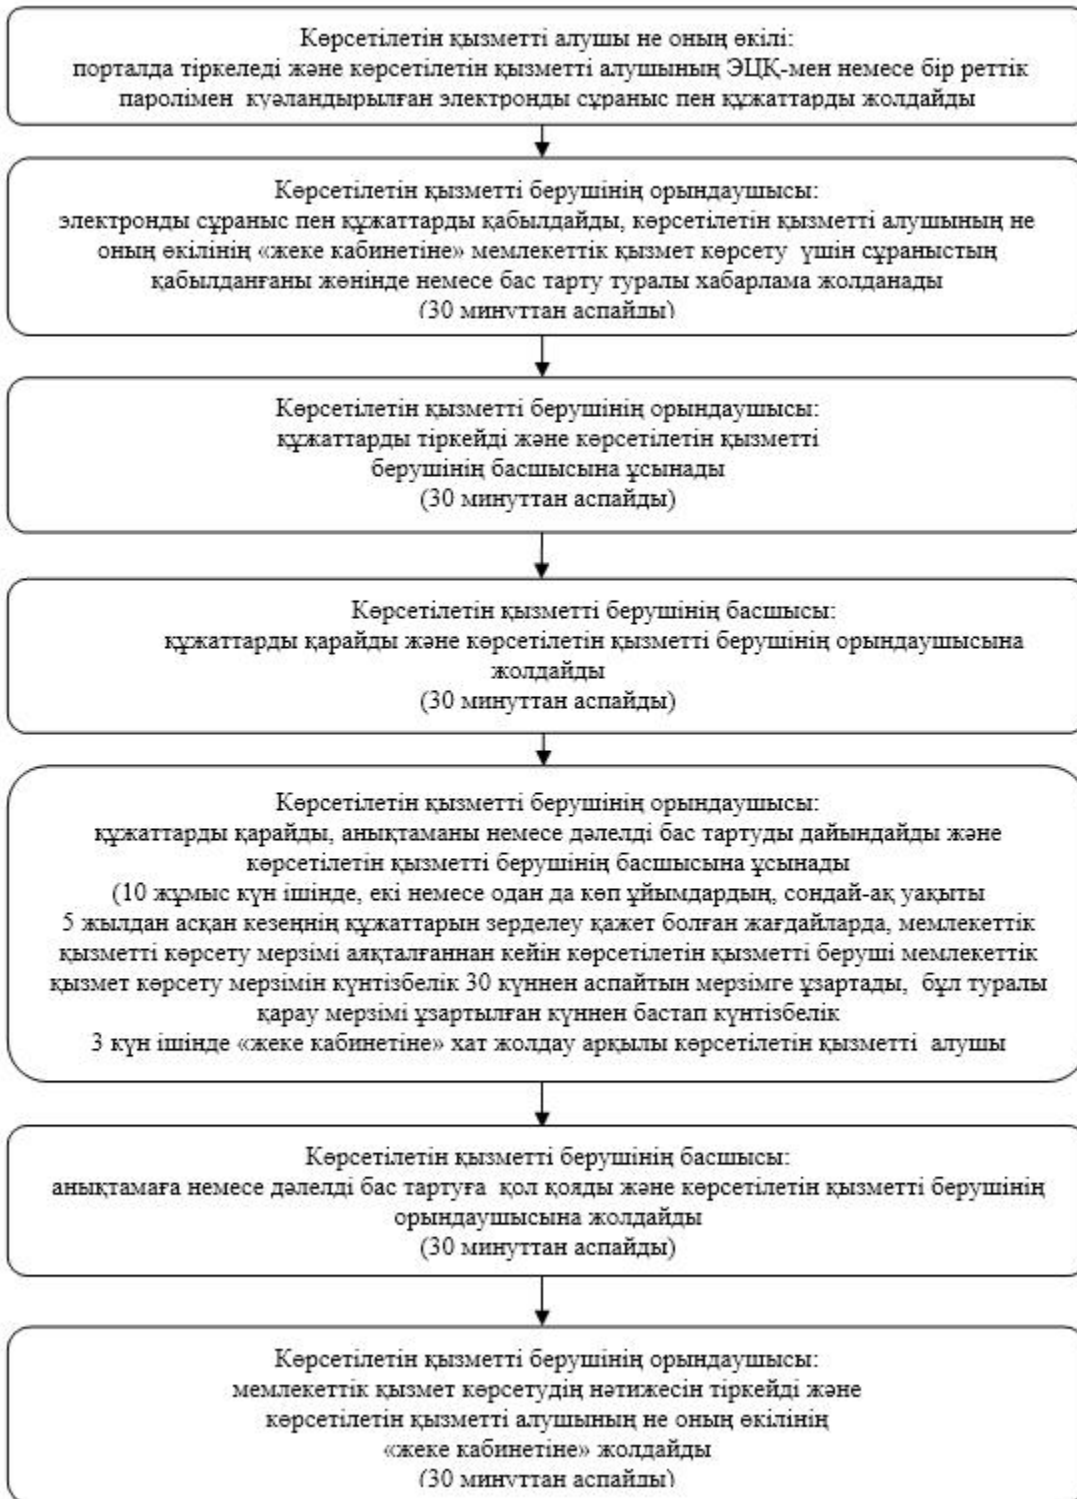 Көрсетілетін қызметті алушы не оның өкілі:
порталда тіркеледі және көрсетілетін қызметті алушының ЭЦҚ-мен немесе бір реттік
паролімен куәландырылған электронды сұраныс пен құжаттарды жолдайды
Көрсетілетін қызметті берушінің орындаушысы:
электронды сұраныс пен құжаттарды қабылдайды, көрсетілетін қызметті алушының не
оның өкілінің «жеке кабинетіне» мемлекеттік қызмет көрсету үшін сұраныстың
қабылданғаны жөнінде немесе бас тарту туралы хабарлама жолданады
(30 минуттан аспайды)
Көрсетілетін қызметті берушінің орындаушысы:
құжаттарды тіркейді және көрсетілетін қызметті
берушінің басшысына ұсынады
(30 минуттан аспайды)
Көрсетілетін қызметті берушінің басшысы:
құжаттарды қарайды және көрсетілетін қызметті берушінің орындаушысына
жолдайды
(30 минуттан аспайды)
Көрсетілетін қызметті берушінің орындаушысы:
құжаттарды қарайды, анықтаманы немесе дәлелді бас тартуды дайындайды және
көрсетілетін қызметті берушінің басшысына ұсынады
(10 жұмыс күн ішінде, екі немесе одан да көп ұйымдардың, сондай-ақ уақыты
5 жылдан асқан кезеңнің құжаттарын зерделеу қажет болған жағдайларда, мемлекеттік
қызметті көрсету мерзімі аяқталғаннан кейін көрсетілетін қызметті беруші мемлекеттік
қызмет көрсету мерзімін күнтізбелік 30 күннен аспайтын мерзімге ұзартады, бұл туралы
қарау мерзімі ұзартылған күннен бастап күнтізбелік
3 күн ішінде «жеке кабинетіне» хат жолдау арқылы көрсетілетін қызметті алушы
Көрсетілетін қызметті берушінің басшысы:
анықтамаға немесе дәлелді бас тартуға қол қояды және көрсетілетін қызметті берушінің
орындаушысына жолдайды
(30 минуттан аспайды)
Көрсетілетін қызметті берушінің орындаушысы:
мемлекеттік қызмет көрсетудің нәтижесін тіркейді және
көрсетілетін қызметті алушының не оның өкілінің
«жеке кабинетіне» жолдайды
(30 минуттан аспайды)